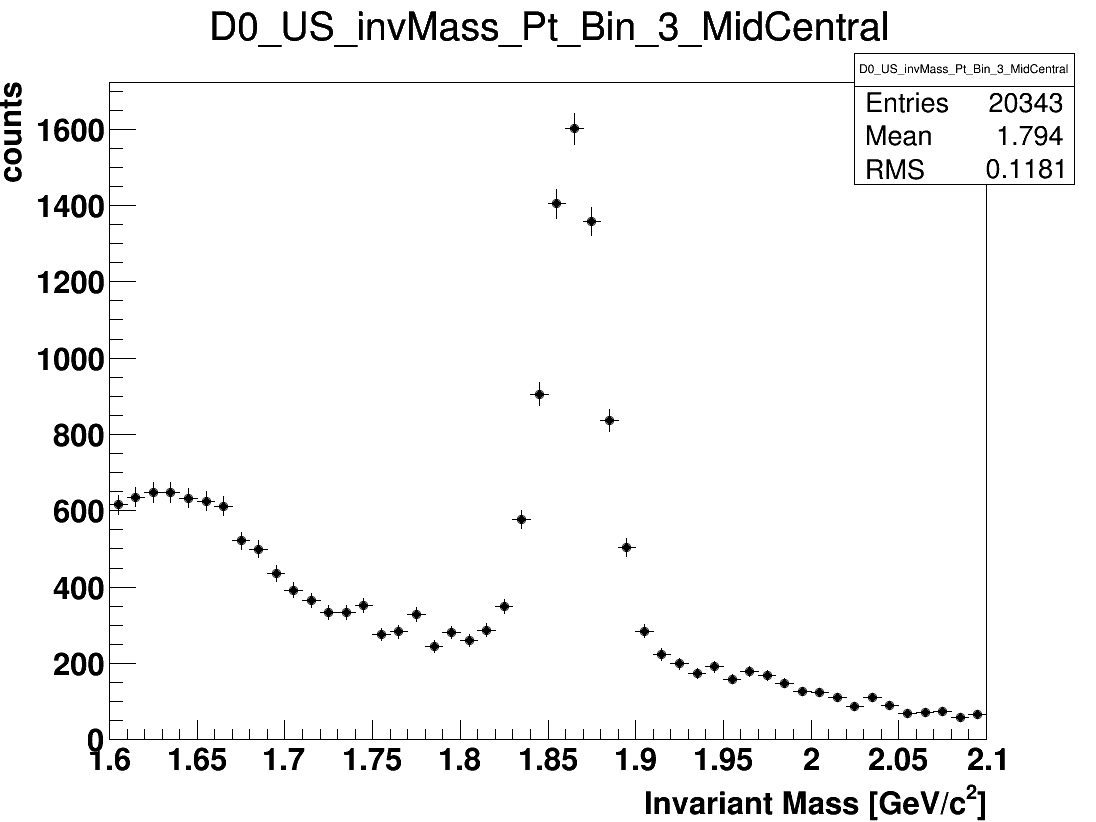 D0_US_invMass_Pt_Bin_3_MidCentral
D0_US_invMass_Pt_Bin_3_MidCentral
Entries 20343
Mean 1.794
RMS 0.1181
counts
1600
1400
1200
1000
800
600
400
200
0
1.6 1.65 1.7 1.75 1.8 1.85 1.9 1.95 2 2.05 2.1
Invariant Mass [GeV/c²]